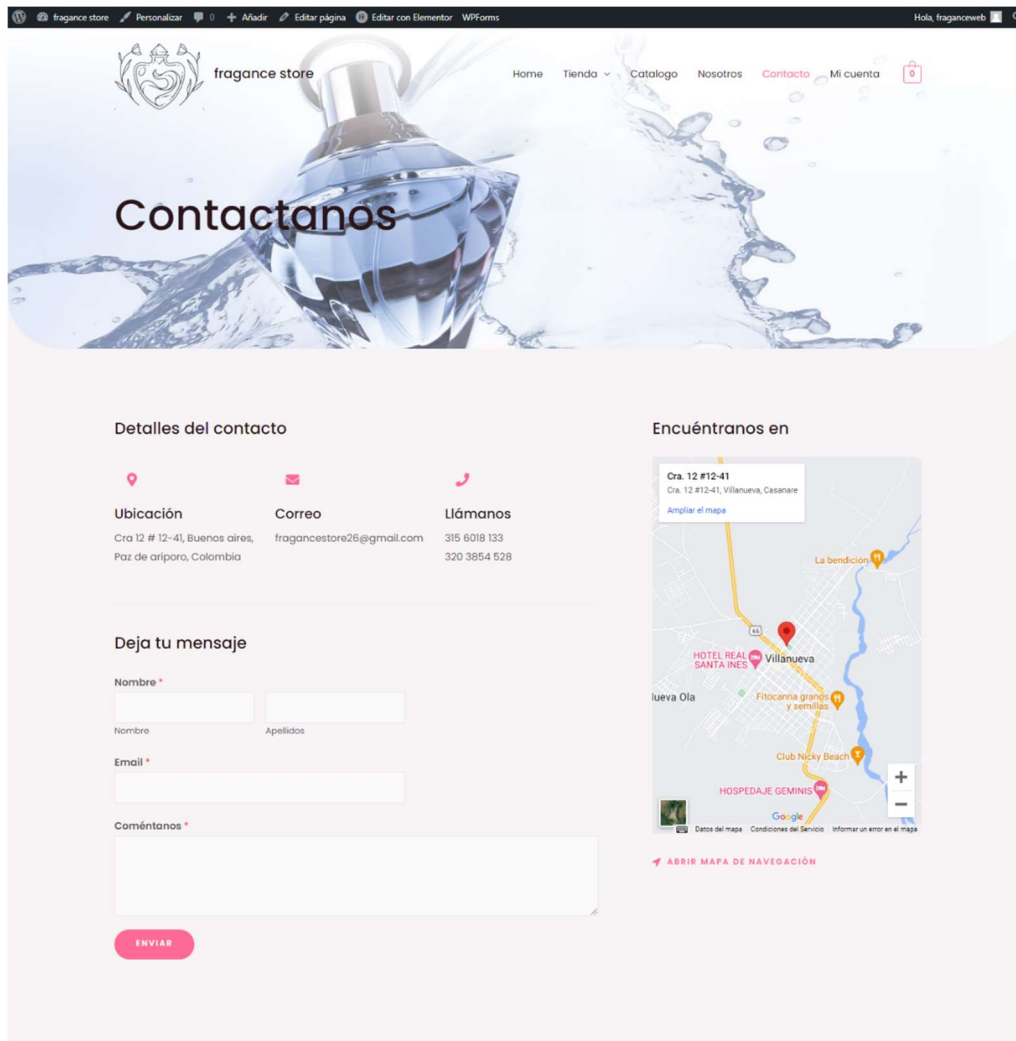 fragance store Personalizar 0 Añadir Editar página Editar con Elementor WPForms Hola, fraganceweb
fragance store Home Tienda Catalogo Nosotros Contacto Mi cuenta 0
Contactanos
Detalles del contacto
Ubicación
Cra 12 # 12-41, Buenos aires,
Paz de ariporo, Colombia
Correo
fragancestore26@gmail.com
Llámanos
315 6018 133
320 3854 528
Deja tu mensaje
Nombre *
Nombre Apellidos
Email *
Coméntanos *
ENVIAR
Encuéntranos en
Cra. 12 #12-41
Cra. 12 #12-41, Villanueva, Casanare
Ampliar el mapa
La bendición
65
HOTEL REAL
SANTA INES
Villanueva
lueva Ola
Fitocanna granos
y semillas
Club Nicky Beach
HOSPEDAJE GEMINIS
+
−
Google
Datos del mapa Condiciones del Servicio Informar un error en el mapa
ABRIR MAPA DE NAVEGACIÓN